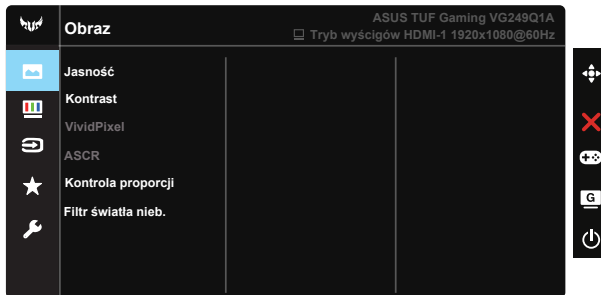 Obraz
ASUS TUF Gaming VG249Q1A
Tryb wyścigów HDMI-1 1920x1080@60Hz
Jasność
Kontrast
VividPixel
ASCR
Kontrola proporcji
Filtr światła nieb.
G